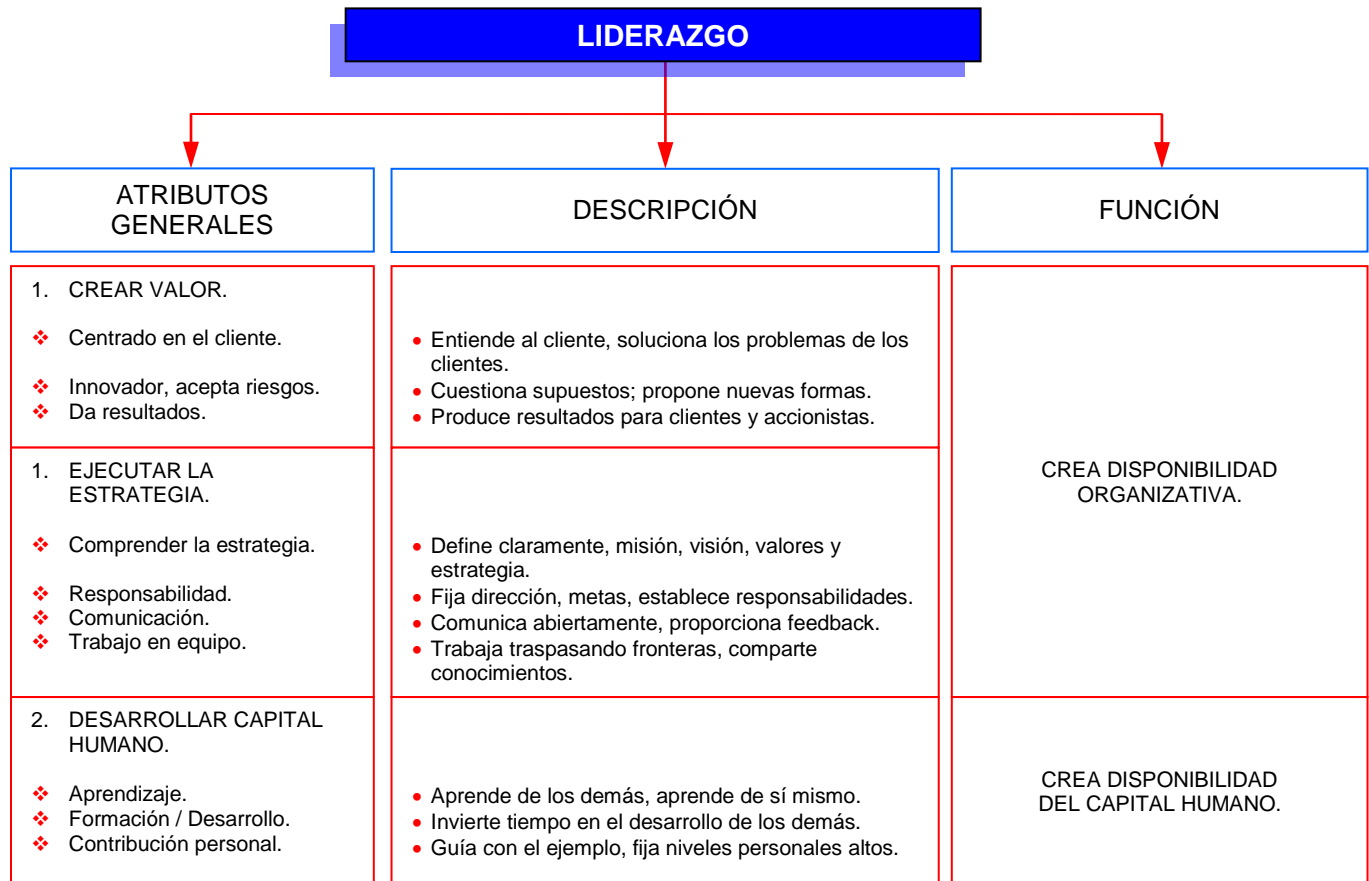 LIDERAZGO
ATRIBUTOS
GENERALES
DESCRIPCIÓN
FUNCIÓN
1. CREAR VALOR.
❖ Centrado en el cliente.
❖ Innovador, acepta riesgos.
❖ Da resultados.
• Entiende al cliente, soluciona los problemas de los
clientes.
• Cuestiona supuestos; propone nuevas formas.
• Produce resultados para clientes y accionistas.
CREA DISPONIBILIDAD
ORGANIZATIVA.
1. EJECUTAR LA
ESTRATEGIA.
❖ Comprender la estrategia.
❖ Responsabilidad.
❖ Comunicación.
❖ Trabajo en equipo.
• Define claramente, misión, visión, valores y
estrategia.
• Fija dirección, metas, establece responsabilidades.
• Comunica abiertamente, proporciona feedback.
• Trabaja traspasando fronteras, comparte
conocimientos.
2. DESARROLLAR CAPITAL
HUMANO.
❖ Aprendizaje.
❖ Formación / Desarrollo.
❖ Contribución personal.
• Aprende de los demás, aprende de sí mismo.
• Invierte tiempo en el desarrollo de los demás.
• Guía con el ejemplo, fija niveles personales altos.
CREA DISPONIBILIDAD
DEL CAPITAL HUMANO.